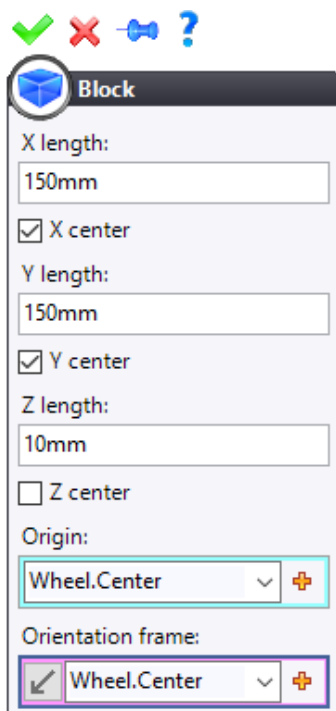 ?
Block
X length:
150mm
X center
Y length:
150mm
Y center
Z length:
10mm
Z center
Origin:
Wheel.Center
Orientation frame:
Wheel.Center